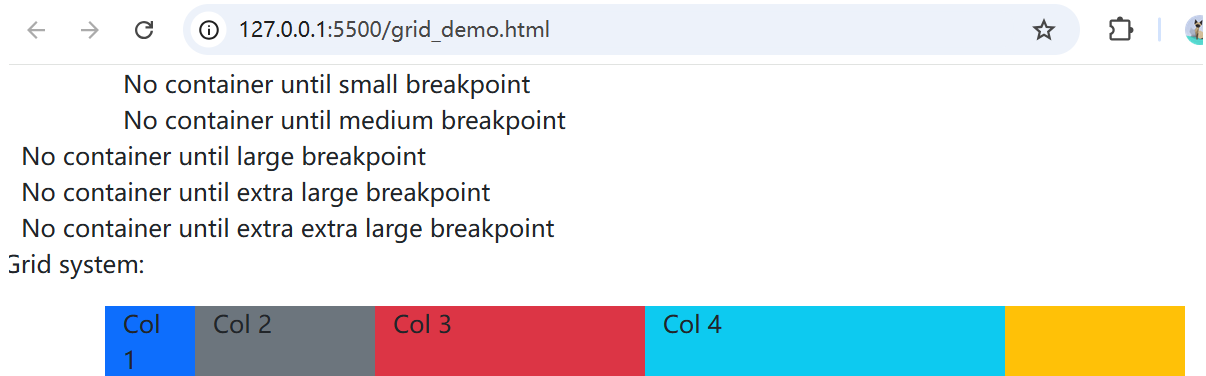 127.0.0.1:5500/grid_demo.html
No container until small breakpoint
No container until medium breakpoint
No container until large breakpoint
No container until extra large breakpoint
No container until extra extra large breakpoint
Grid system:
Col 1
Col 2
Col 3
Col 4